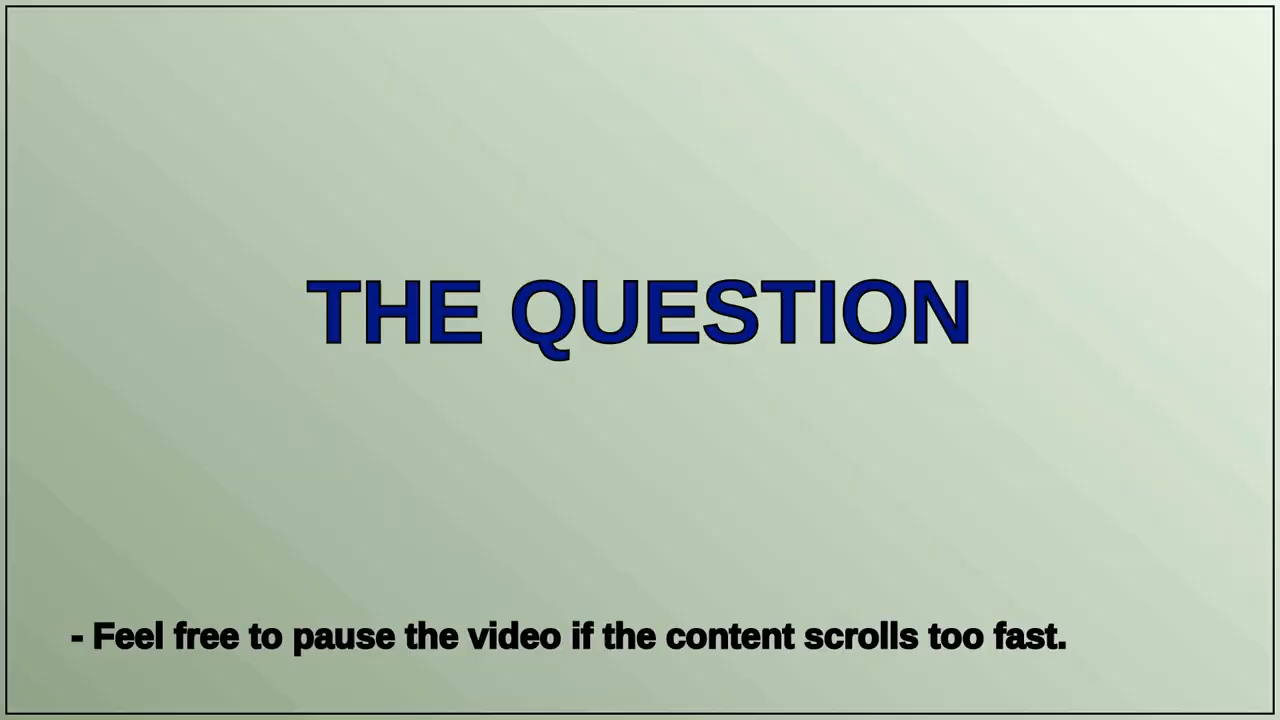 THE QUESTION
- Feel free to pause the video if the content scrolls too fast.